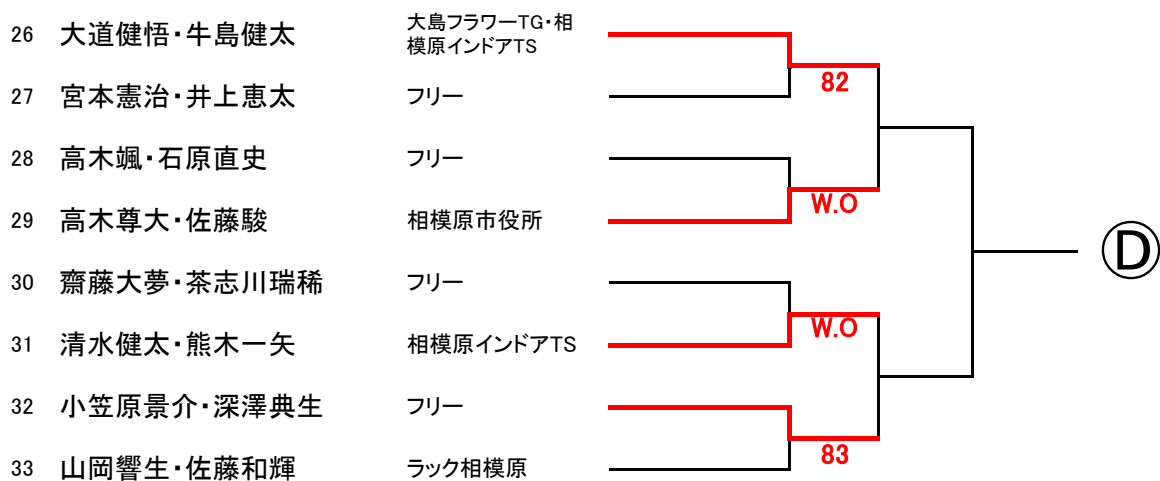 26 大道健悟・牛島健太 大島フラワーTG・相
模原インドアTS
82
27 宮本憲治・井上恵太 フリー
28 高木颯・石原直史 フリー
W.O
29 高木尊大・佐藤駿 相模原市役所
Ⓓ
30 齋藤大夢・茶志川瑞稀 フリー
W.O
31 清水健太・熊木一矢 相模原インドアTS
32 小笠原景介・深澤典生 フリー
83
33 山岡響生・佐藤和輝 ラック相模原